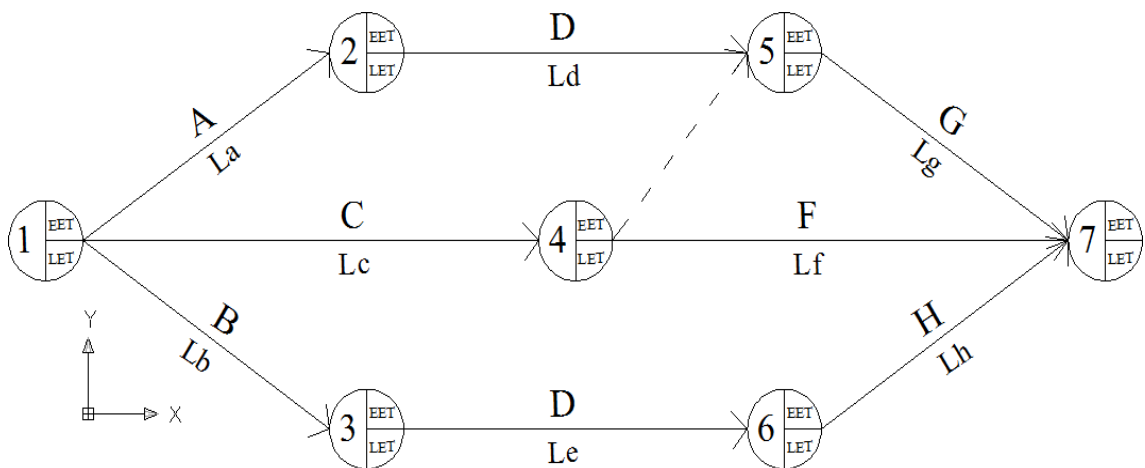 D
2 EET LET
Ld
5 EET LET
A
La
G
Lg
1 EET LET
C
Lc
4 EET LET
F
Lf
7 EET LET
B
Lb
H
Lh
Y
X
3 EET LET
D
Le
6 EET LET